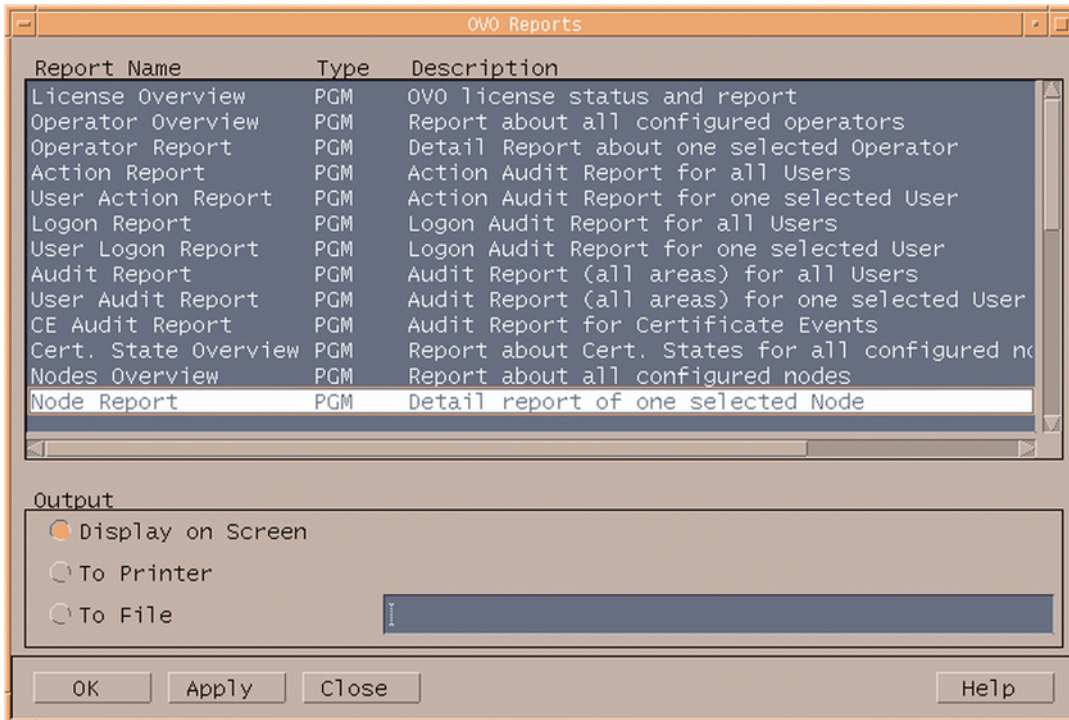 OVO Reports
Report Name Type Description
License Overview PGM OVO license status and report
Operator Overview PGM Report about all configured operators
Operator Report PGM Detail Report about one selected Operator
Action Report PGM Action Audit Report for all Users
User Action Report PGM Action Audit Report for one selected User
Logon Report PGM Logon Audit Report for all Users
User Logon Report PGM Logon Audit Report for one selected User
Audit Report PGM Audit Report (all areas) for all Users
User Audit Report PGM Audit Report (all areas) for one selected User
CE Audit Report PGM Audit Report for Certificate Events
Cert. State Overview PGM Report about Cert. States for all configured
Nodes Overview PGM Report about all configured nodes
Node Report PGM Detail report of one selected Node
Output
Display on Screen
To Printer
To File
OK Apply Close Help